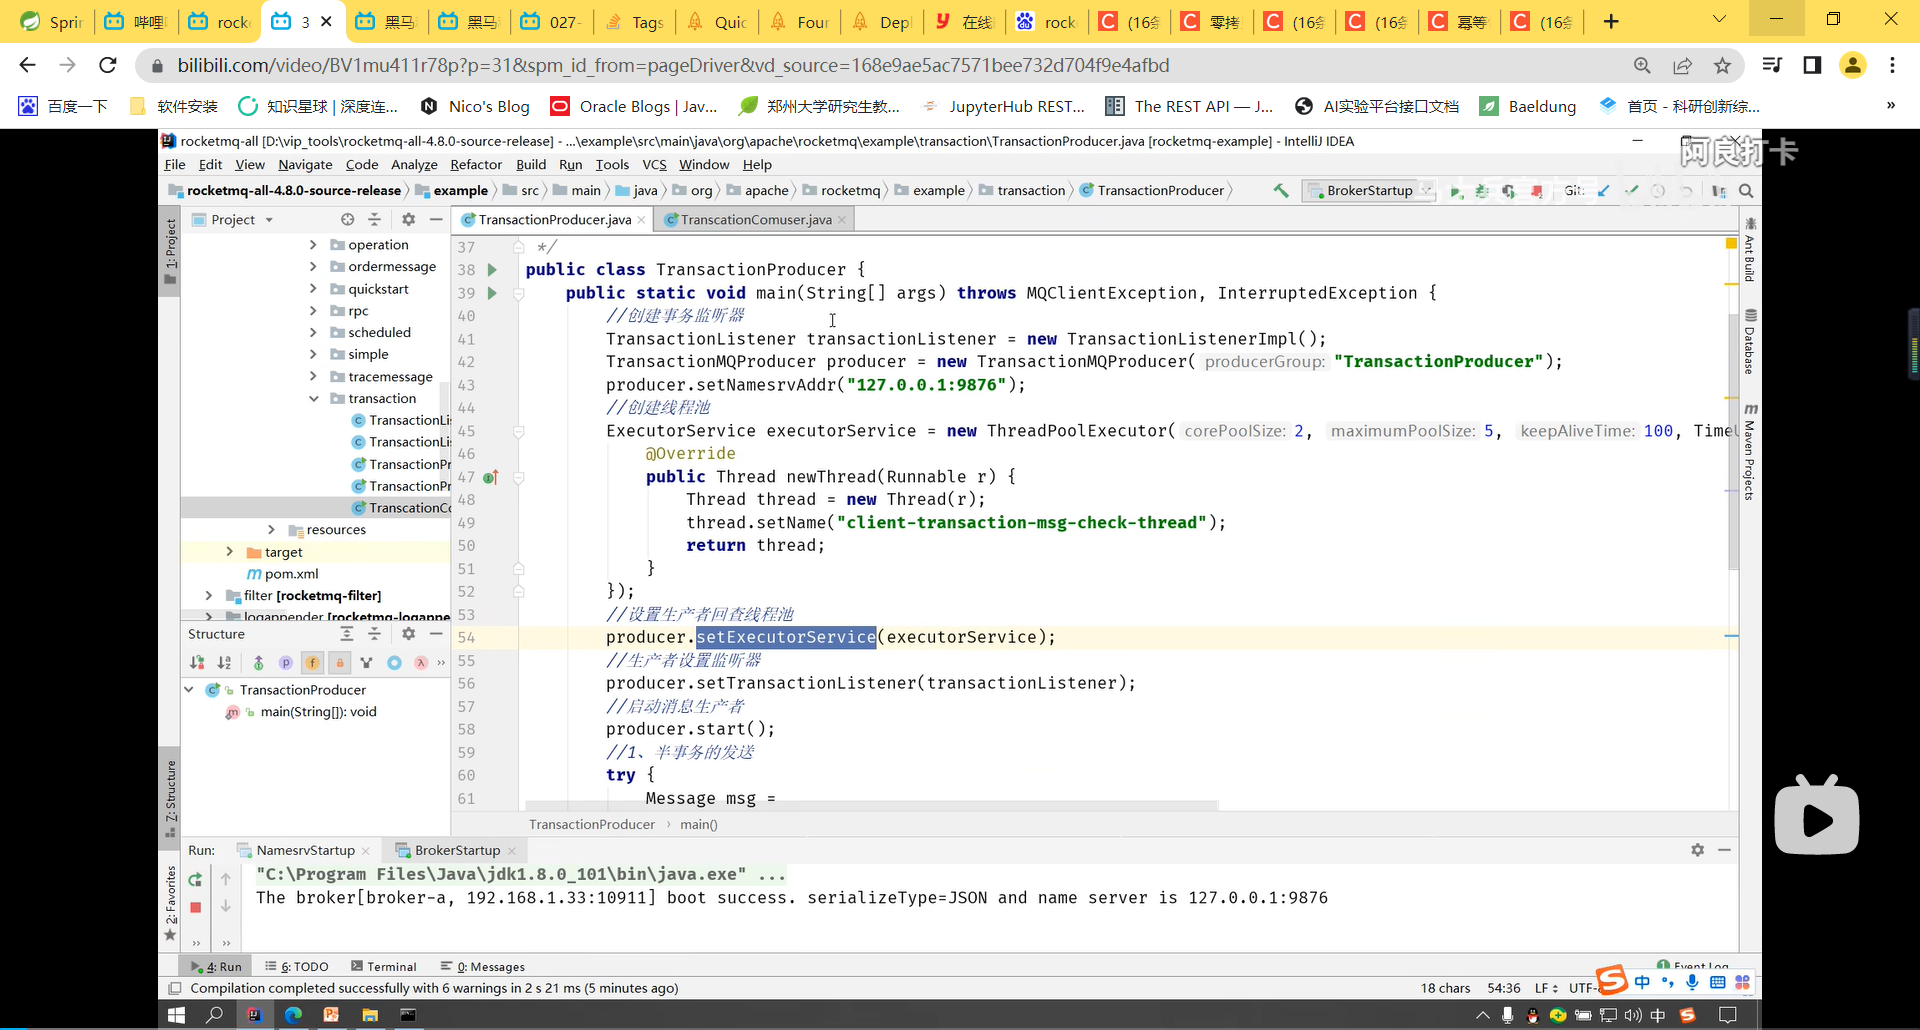 Sprin
哔哩
rock
3
黑马
黑马
027-
Tags
Quic
Four
Depl
在线
rock
(16条
零拷
(16条
(16条
幂等
(16条
bilibili.com/video/BV1mu411r78p?p=31&spm_id_from=pageDriver&vd_source=168e9ae5ac7571bee732d704f9e4afbd
百度一下
软件安装
知识星球 | 深度连...
Nico's Blog
Oracle Blogs | Jav...
郑州大学研究生教...
JupyterHub REST...
The REST API — J...
AI实验平台接口文档
Baeldung
首页 - 科研创新综...
»
rocketmq-all [D:\vip_tools\rocketmq-all-4.8.0-source-release] - ...\example\src\main\java\org\apache\rocketmq\example\transaction\TransactionProducer.java [rocketmq-example] - IntelliJ IDEA
阿良打卡
File Edit View Navigate Code Analyze Refactor Build Run Tools VCS Window Help
rocketmq-all-4.8.0-source-release example src main java org apache rocketmq example transaction TransactionProducer
BrokerStartup
Git:
1: Project
Project
TransactionProducer.java
TranscationComuser.java
operation
ordermessage
quickstart
rpc
scheduled
simple
tracemessage
transaction
TransactionLi
TransactionLi
TransactionPr
TransactionPr
TranscationCo
resources
target
pom.xml
filter [rocketmq-filter]
logappender [rocketmq-logappe
37 */
38 public class TransactionProducer {
39 public static void main(String[] args) throws MQClientException, InterruptedException {
40 //创建事务监听器
41 TransactionListener transactionListener = new TransactionListenerImpl();
42 TransactionMQProducer producer = new TransactionMQProducer( producerGroup: "TransactionProducer");
43 producer.setNamesrvAddr("127.0.0.1:9876");
44 //创建线程池
45 ExecutorService executorService = new ThreadPoolExecutor( corePoolSize: 2, maximumPoolSize: 5, keepAliveTime: 100, TimeU
46 @Override
47 public Thread newThread(Runnable r) {
48 Thread thread = new Thread(r);
49 thread.setName("client-transaction-msg-check-thread");
50 return thread;
51 }
52 });
53 //设置生产者回查线程池
54 producer.setExecutorService(executorService);
55 //生产者设置监听器
56 producer.setTransactionListener(transactionListener);
57 //启动消息生产者
58 producer.start();
59 //1、半事务的发送
60 try {
61 Message msg =
TransactionProducer › main()
Ant Build
Database
Maven Projects
Structure
»
TransactionProducer
main(String[]): void
Z: Structure
2: Favorites
Run:
NamesrvStartup
BrokerStartup
"C:\Program Files\Java\jdk1.8.0_101\bin\java.exe" ...
The broker[broker-a, 192.168.1.33:10911] boot success. serializeType=JSON and name server is 127.0.0.1:9876
»
»
4: Run
6: TODO
Terminal
0: Messages
1 Event Log
Compilation completed successfully with 6 warnings in 2 s 21 ms (5 minutes ago)
18 chars
54:36
LF
UTF-
中
中